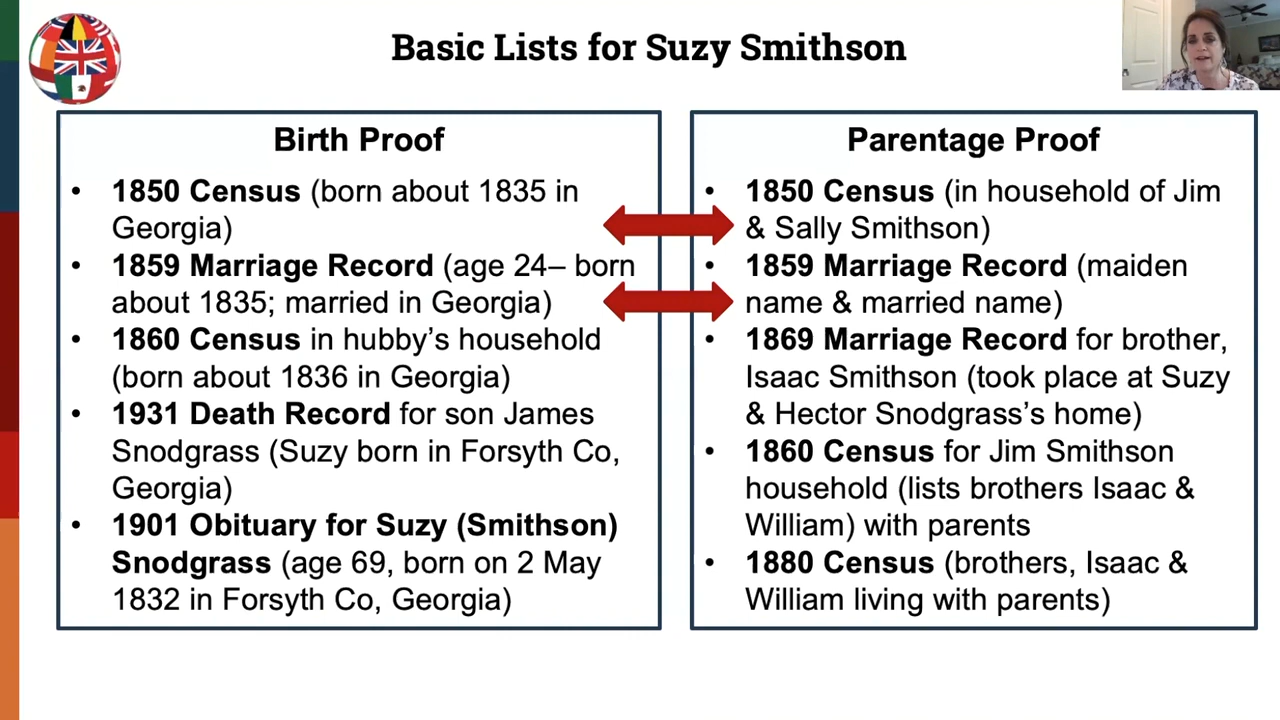 Basic Lists for Suzy Smithson
Birth Proof
• 1850 Census (born about 1835 in
Georgia)
• 1859 Marriage Record (age 24– born
about 1835; married in Georgia)
• 1860 Census in hubby’s household
(born about 1836 in Georgia)
• 1931 Death Record for son James
Snodgrass (Suzy born in Forsyth Co,
Georgia)
• 1901 Obituary for Suzy (Smithson)
Snodgrass (age 69, born on 2 May
1832 in Forsyth Co, Georgia)
Parentage Proof
• 1850 Census (in household of Jim
& Sally Smithson)
• 1859 Marriage Record (maiden
name & married name)
• 1869 Marriage Record for brother,
Isaac Smithson (took place at Suzy
& Hector Snodgrass’s home)
• 1860 Census for Jim Smithson
household (lists brothers Isaac &
William) with parents
• 1880 Census (brothers, Isaac &
William living with parents)